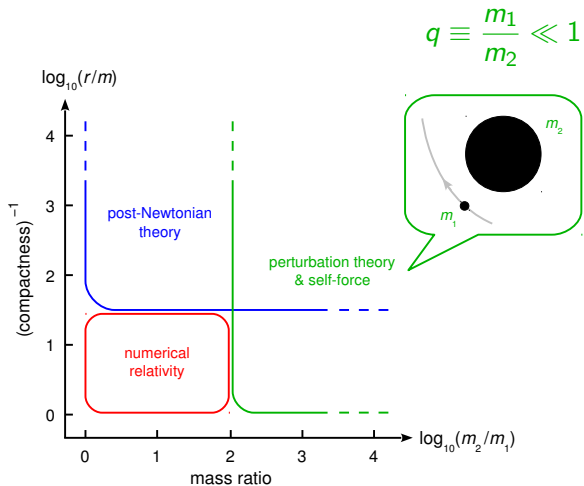 q ≡ m₁/m₂ ≪ 1
log₁₀(r/m)
m₂
m₁
4
3
2
1
0
(compactness)⁻¹
post-Newtonian
theory
perturbation theory
& self-force
numerical
relativity
0 1 2 3 4
log₁₀(m₂/m₁)
mass ratio